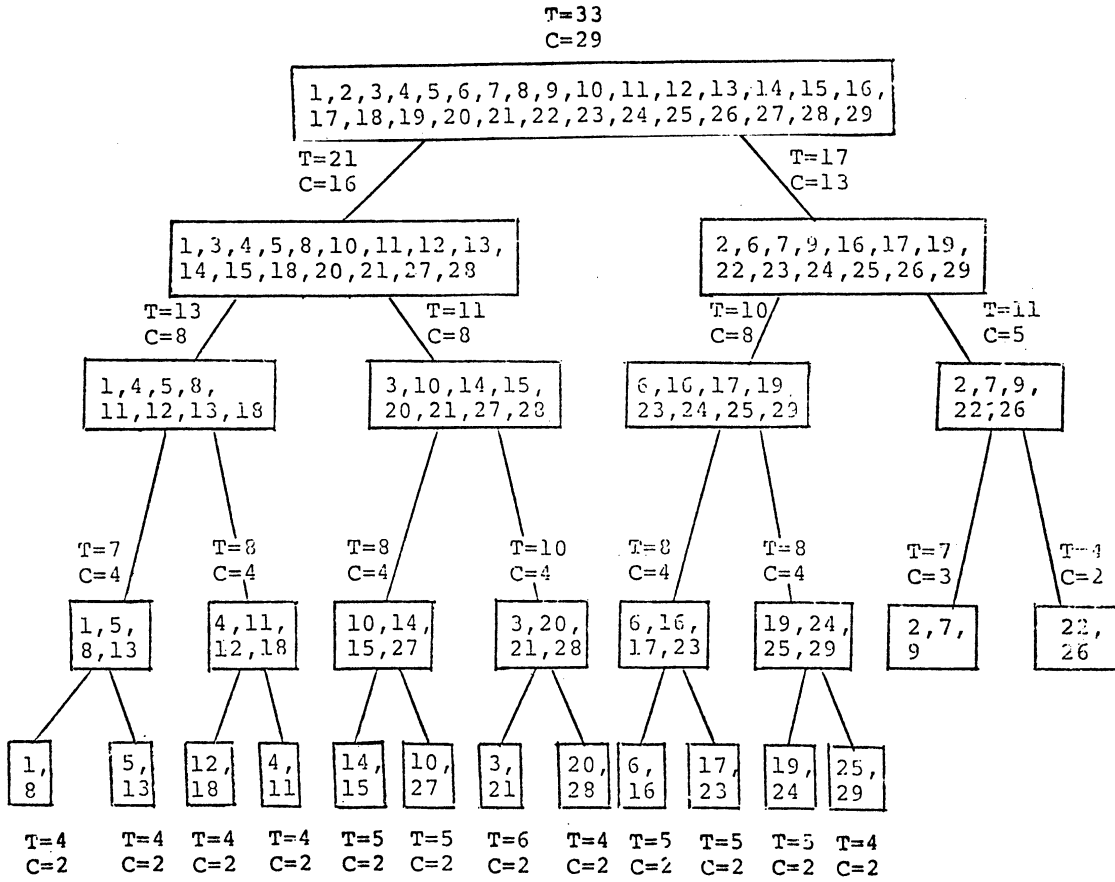 T=33
C=29
1,2,3,4,5,6,7,8,9,10,11,12,13,14,15,16,
17,18,19,20,21,22,23,24,25,26,27,28,29
T=21
C=16
T=17
C=13
1,3,4,5,8,10,11,12,13,
14,15,18,20,21,27,28
2,6,7,9,16,17,19,
22,23,24,25,26,29
T=13
C=8
T=11
C=8
T=10
C=8
T=11
C=5
1,4,5,8,
11,12,13,18
3,10,14,15,
20,21,27,28
6,16,17,19
23,24,25,29
2,7,9,
22,26
T=7
C=4
T=8
C=4
T=8
C=4
T=10
C=4
T=8
C=4
T=8
C=4
T=7
C=3
T=4
C=2
1,5,
8,13
4,11,
12,18
10,14,
15,27
3,20,
21,28
6,16,
17,23
19,24,
25,29
2,7,
9
22,
26
1,
8
5,
13
12,
18
4,
11
14,
15
10,
27
3,
21
20,
28
6,
16
17,
23
19,
24
25,
29
T=4
C=2
T=4
C=2
T=4
C=2
T=4
C=2
T=5
C=2
T=5
C=2
T=6
C=2
T=4
C=2
T=5
C=2
T=5
C=2
T=5
C=2
T=4
C=2